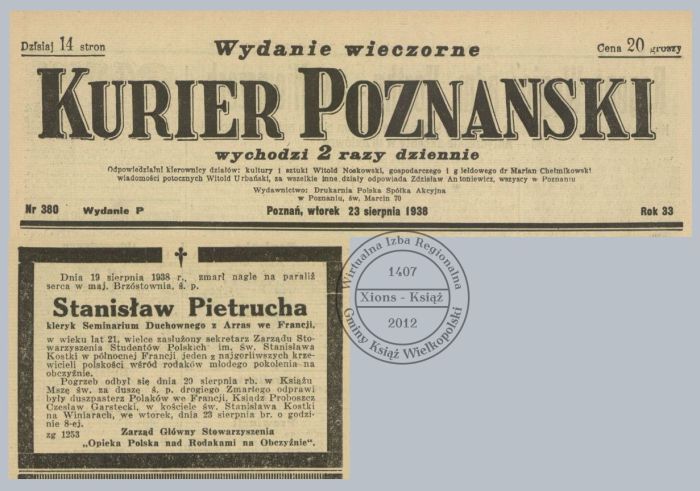 Dzisiaj 14 stron
Wydanie wieczorne
Cena 20 groszy
KURIER POZNAŃSKI
wychodzi 2 razy dziennie
Odpowiedzialni kierownicy działów: kultury i sztuki Witold Noskowski, gospodarczego i giełdowego dr Marian Chełmikowski
wiadomości potocznych Witold Urbański, za wszelkie inne działy odpowiada Zdzisław Antoniewicz, wszyscy w Poznaniu
Wydawnictwo: Drukarnia Polska Spółka Akcyjna
w Poznaniu, św. Marcin 70
Nr 380 Wydanie P Poznań, wtorek 23 sierpnia 1938 Rok 33
Dnia 19 sierpnia 1938 r., zmarł nagle na paraliż
serca w maj. Brzóstownia, ś. p.
Stanisław Pietrucha
kleryk Seminarium Duchownego z Arras we Francji,
w wieku lat 21, wielce zasłużony sekretarz Zarządu Sto-
warzyszenia Studentów Polskich im. św. Stanisława
Kostki w północnej Francji, jeden z najgorliwszych krze-
wicieli polskości wśród rodaków młodego pokolenia na
obczyźnie.
Pogrzeb odbył się dnia 20 sierpnia rb. w Książu
Mszę św. za duszę ś. p. drogiego Zmarłego odprawi
były duszpasterz Polaków we Francji, Ksiądz Proboszcz
Czesław Garstecki, w kościele św. Stanisława Kostki
na Winiarach, we wtorek, dnia 23 sierpnia br. o godzi-
nie 8-ej.
zg 1253 Zarząd Główny Stowarzyszenia
„Opieka Polska nad Rodakami na Obczyźnie".
Wirtualna Izba Regionalna
1407
Xions - Książ
2012
Gminy Książ Wielkopolski